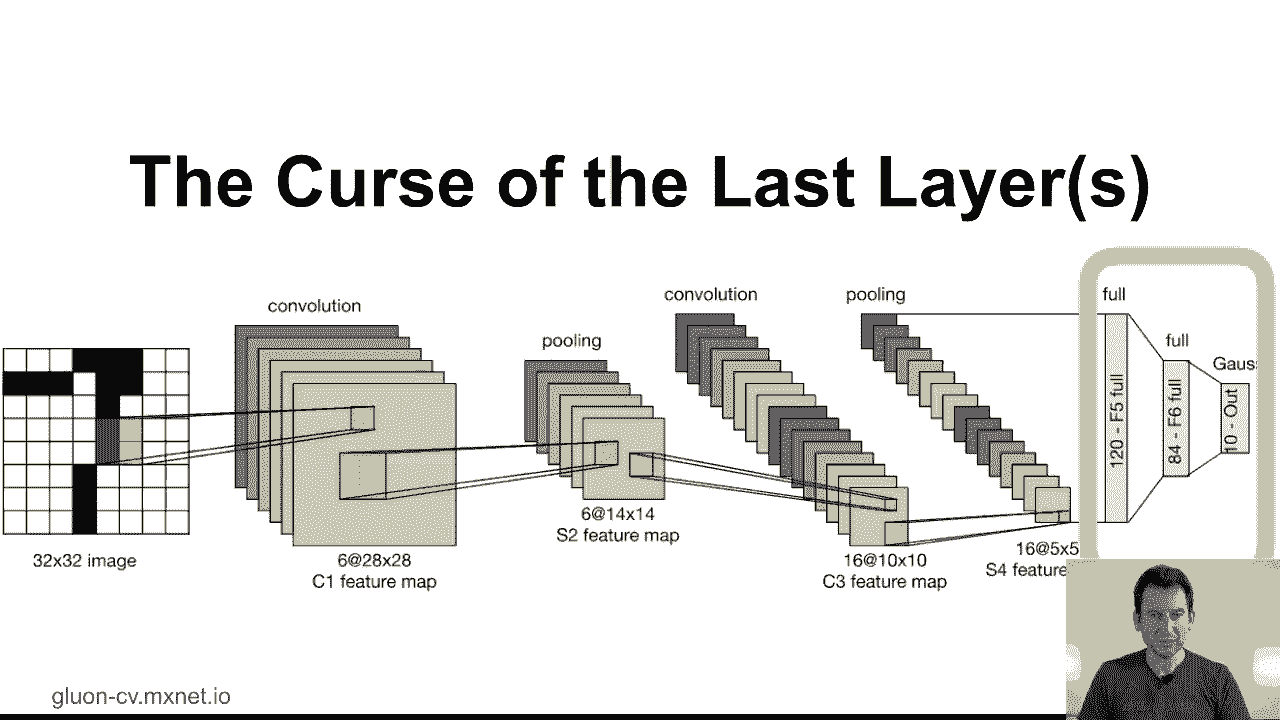 The Curse of the Last Layer(s)
convolution
pooling
convolution
pooling
full
full
Gaus
120 - F5 full
84 - F6 full
10 - Out
32x32 image
6@28x28
C1 feature map
6@14x14
S2 feature map
16@10x10
C3 feature map
16@5x5
S4 feature
gluon-cv.mxnet.io